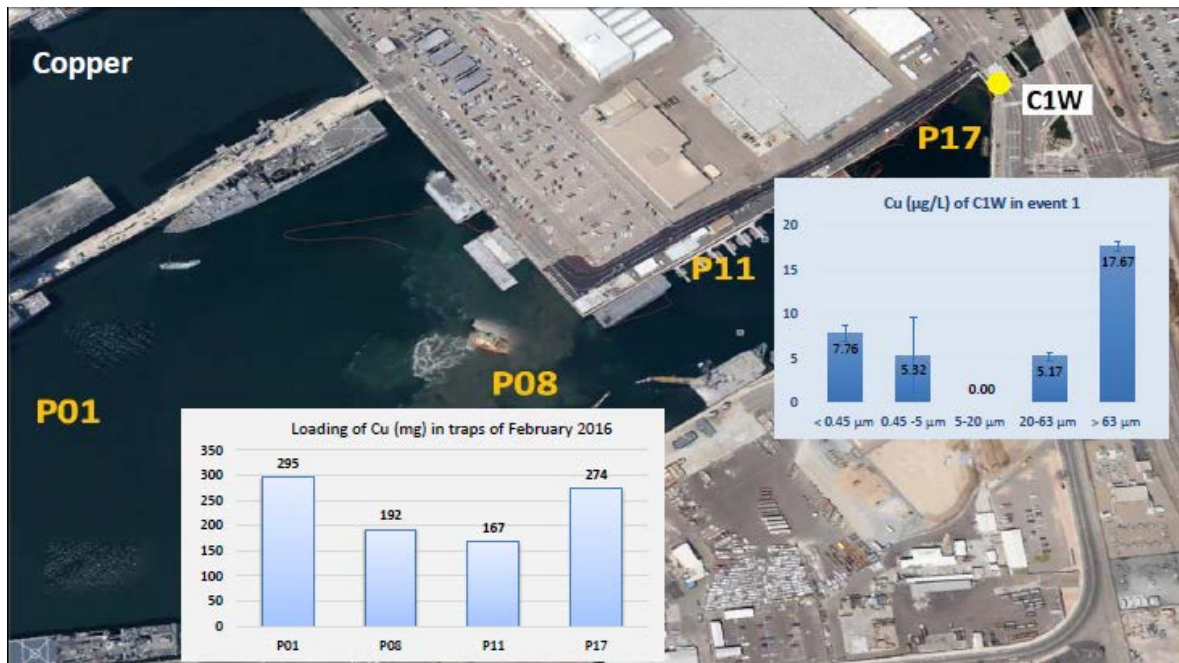 Copper
C1W
P17
P11
P08
P01
Cu (µg/L) of C1W in event 1
20
15
10
5
0
7.76
5.32
0.00
5.17
17.67
< 0.45 µm 0.45 -5 µm 5-20 µm 20-63 µm > 63 µm
Loading of Cu (mg) in traps of February 2016
350
300
250
200
150
100
50
0
295
192
167
274
P01 P08 P11 P17